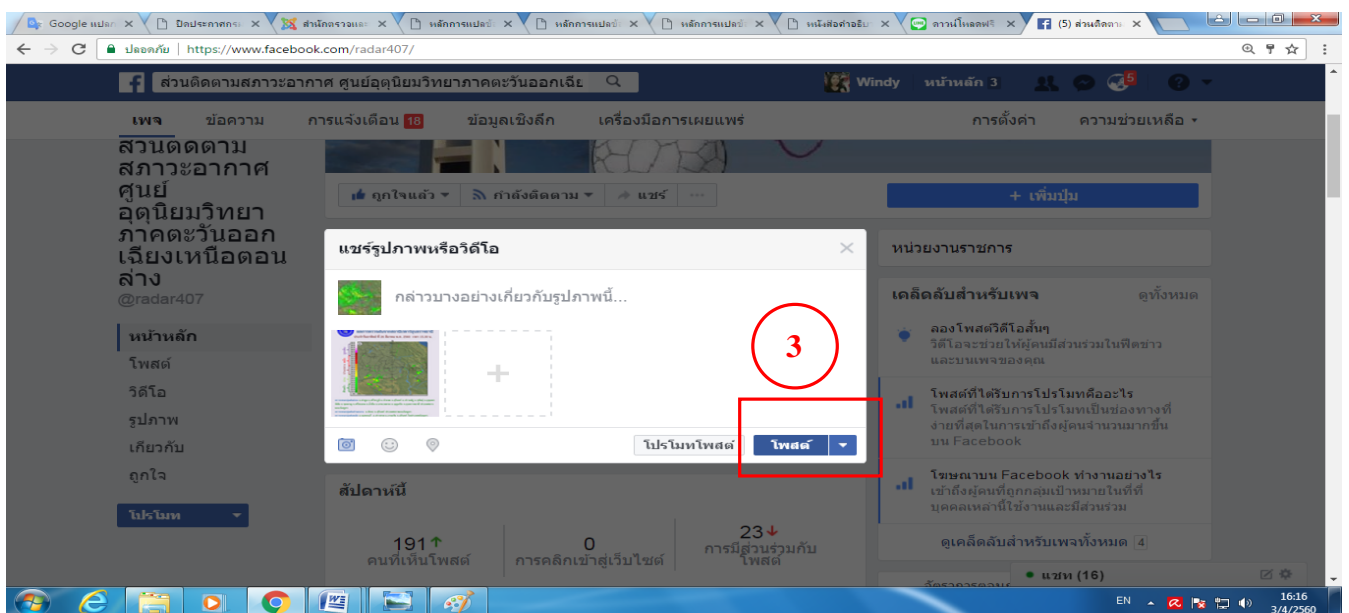 Google แปลภ
ปิดประกาศกระ
สำนักตรวจและ
หลักการแปลข้
หลักการแปลข้
หลักการแปลข้
หนังสือคำอธิบ
ดาวน์โหลดฟรี
(5) ส่วนติดตาม
ปลอดภัย | https://www.facebook.com/radar407/
ส่วนติดตามสภาวะอากาศ ศูนย์อุตุนิยมวิทยาภาคตะวันออกเฉีย
Windy หน้าหลัก 3
5
เพจ ข้อความ การแจ้งเตือน 18 ข้อมูลเชิงลึก เครื่องมือการเผยแพร่ การตั้งค่า ความช่วยเหลือ
ส่วนติดตาม
สภาวะอากาศ
ศูนย์
อุตุนิยมวิทยา
ภาคตะวันออก
เฉียงเหนือตอน
ล่าง
@radar407
หน้าหลัก
โพสต์
วิดีโอ
รูปภาพ
เกี่ยวกับ
ถูกใจ
โปรโมท
ถูกใจแล้ว กำลังติดตาม แชร์ ...
+ เพิ่มปุ่ม
แชร์รูปภาพหรือวิดีโอ
กล่าวบางอย่างเกี่ยวกับรูปภาพนี้...
3
โปรโมทโพสต์ โพสต์
สัปดาห์นี้
191
คนที่เห็นโพสต์
0
การคลิกเข้าสู่เว็บไซต์
23
การมีส่วนร่วมกับ
โพสต์
หน่วยงานราชการ
เคล็ดลับสำหรับเพจ ดูทั้งหมด
ลองโพสต์วิดีโอสั้นๆ
วิดีโอจะช่วยให้ผู้คนมีส่วนร่วมในฟีดข่าว
และบนเพจของคุณ
โพสต์ที่ได้รับการโปรโมทคืออะไร
โพสต์ที่ได้รับการโปรโมทเป็นช่องทางที่
ง่ายที่สุดในการเข้าถึงผู้คนจำนวนมากขึ้น
บน Facebook
โฆษณาบน Facebook ทำงานอย่างไร
เข้าถึงผู้คนที่ถูกกลุ่มเป้าหมายในที่ที่
บุคคลเหล่านี้ใช้งานและมีส่วนร่วม
ดูเคล็ดลับสำหรับเพจทั้งหมด 4
แชท (16)
EN
16:16
3/4/2560